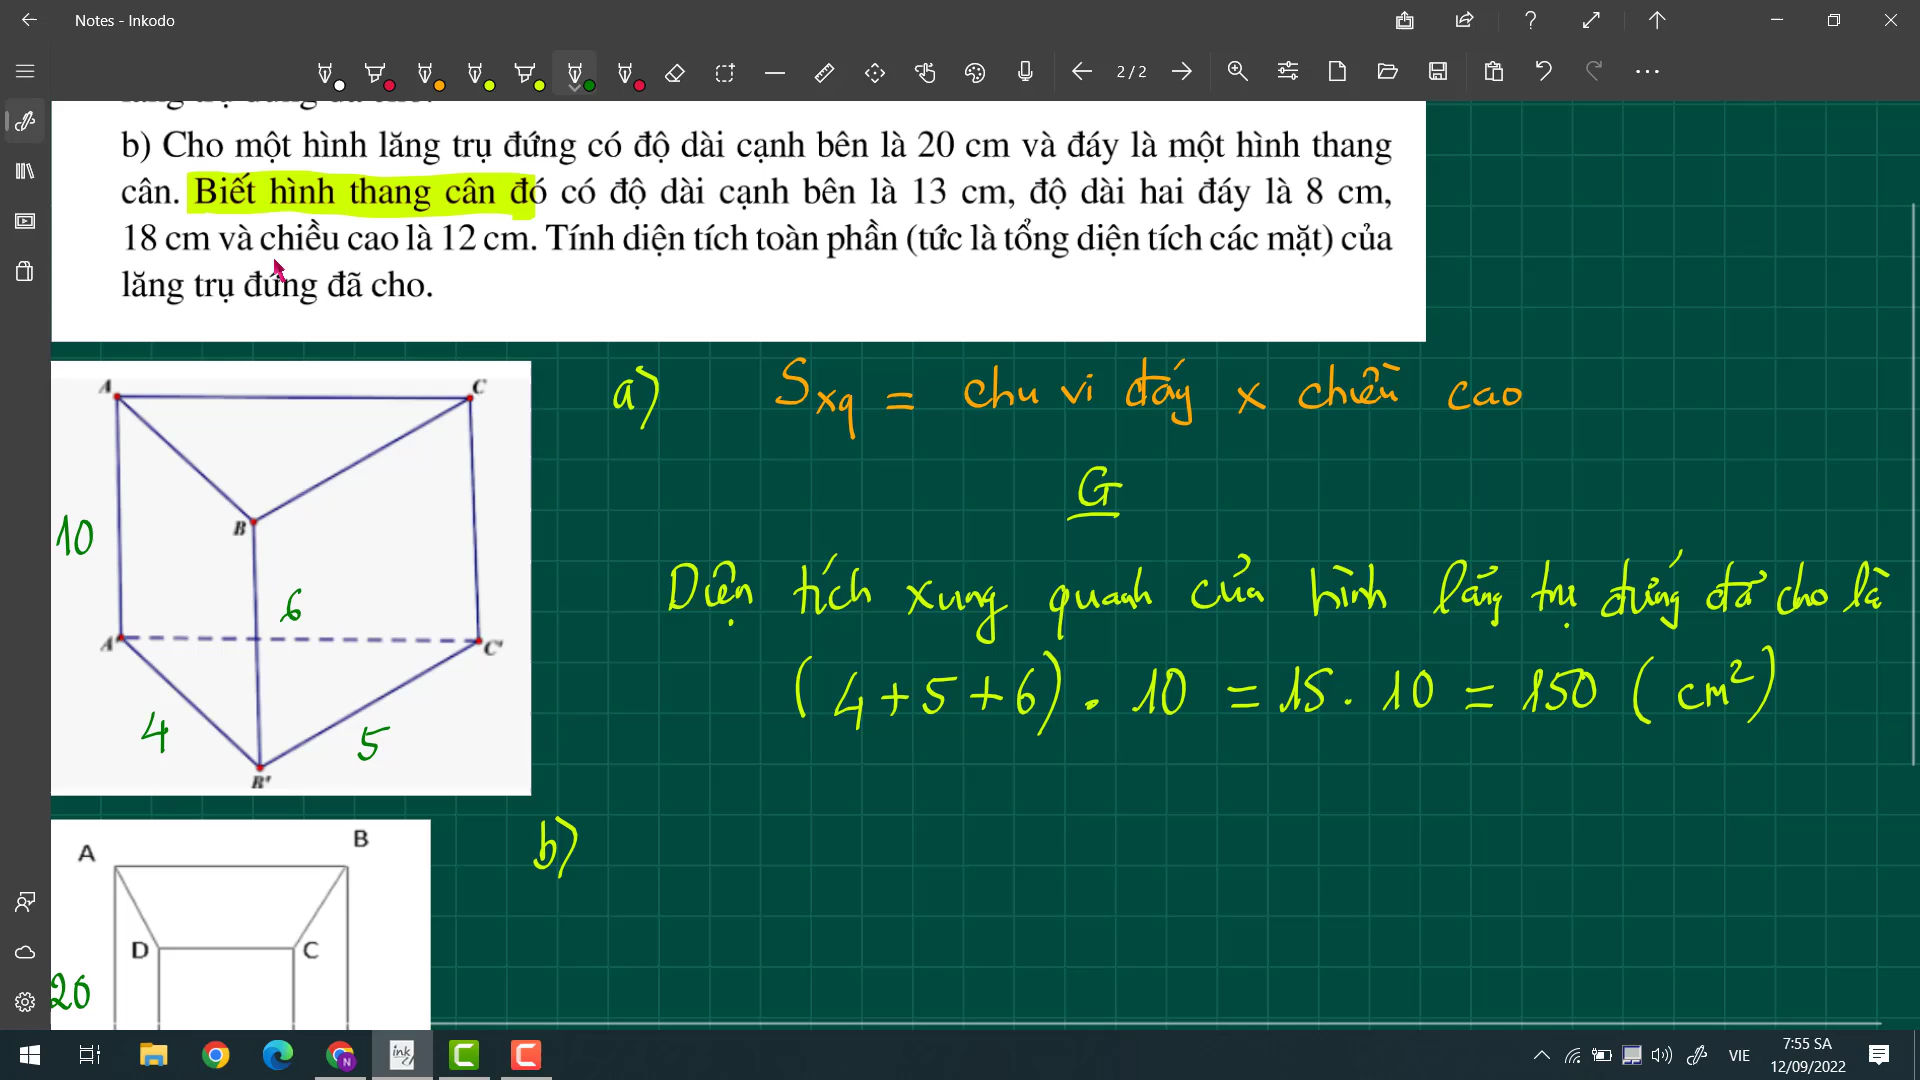 Notes - Inkodo
2 / 2
b) Cho một hình lăng trụ đứng có độ dài cạnh bên là 20 cm và đáy là một hình thang
cân. Biết hình thang cân đó có độ dài cạnh bên là 13 cm, độ dài hai đáy là 8 cm,
18 cm và chiều cao là 12 cm. Tính diện tích toàn phần (tức là tổng diện tích các mặt) của
lăng trụ đứng đã cho.
a) Sxq = chu vi đáy x chiều cao
G
Diện tích xung quanh của hình lăng trụ đứng đã cho là
(4+5+6) . 10 = 15 . 10 = 150 (cm²)
A C
B
10
6
A' C'
4
5
B'
b)
A B
D C
20
ink
N
VIE
7:55 SA
12/09/2022